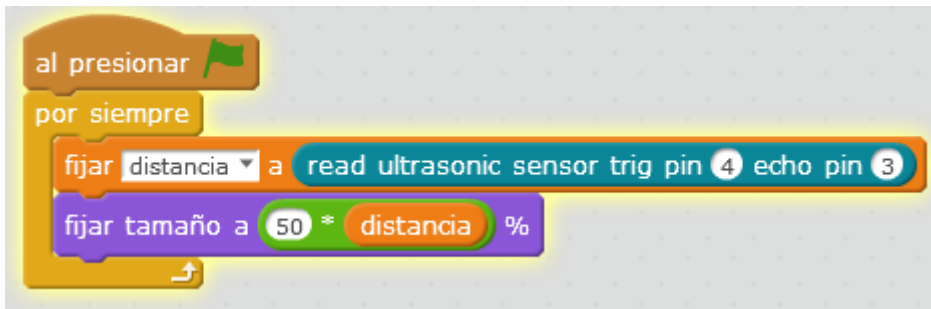 al presionar
por siempre
fijar distancia a read ultrasonic sensor trig pin 4 echo pin 3
fijar tamaño a 50 * distancia %